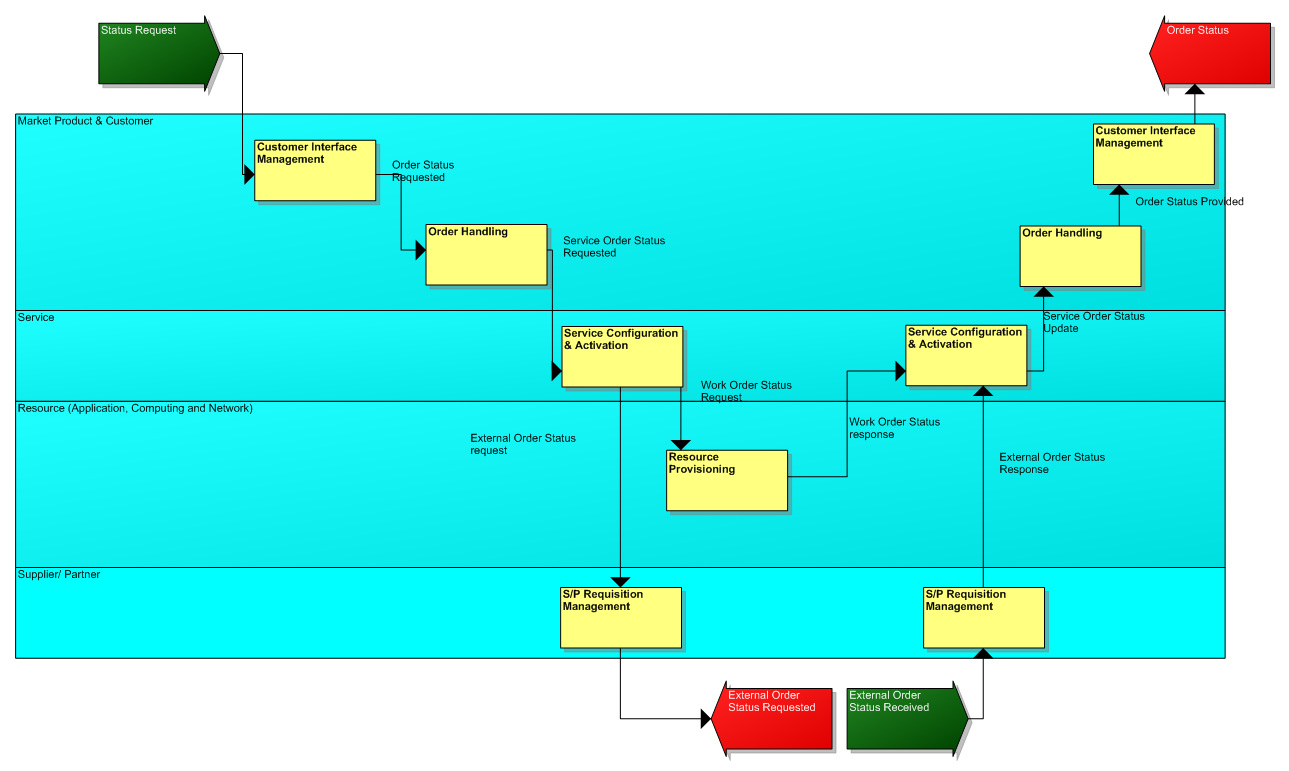 Status Request
Order Status
Market Product & Customer
Customer Interface
Management
Order Status
Requested
Order Handling
Service Order Status
Requested
Customer Interface
Management
Order Status Provided
Order Handling
Service
Service Configuration
& Activation
Service Configuration
& Activation
Service Order Status
Update
Work Order Status
Request
Resource (Application, Computing and Network)
External Order Status
request
Resource
Provisioning
Work Order Status
response
External Order Status
Response
Supplier/ Partner
S/P Requisition
Management
S/P Requisition
Management
External Order
Status Requested
External Order
Status Received